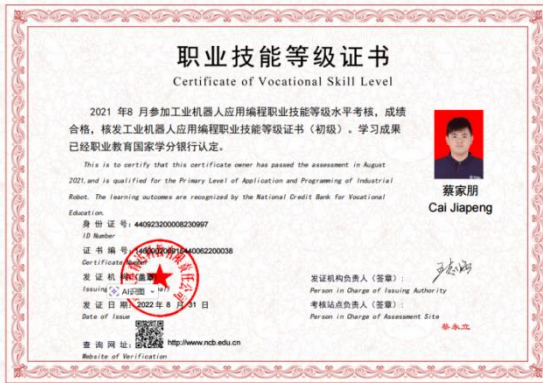 职业技能等级证书
Certificate of Vocational Skill Level
2021 年8 月参加工业机器人应用编程职业技能等级水平考核，成绩
合格，核发工业机器人应用编程职业技能等级证书（初级）。学习成果
已经职业教育国家学分银行认定。
This is to certify that this certificate owner has passed the assessment in August
2021,and is qualified for the Primary Level of Application and Programming of Industrial
Robot. The learning outcomes are recognized by the National Credit Bank for Vocational
Education.
蔡家朋
Cai Jiapeng
身 份 证 号：440923200008230997
ID Number
证 书 编 号：
Certificate
发 证 机 构（盖章）
Issuing
AI识图
发 证 日 期：2022 年 8 月 31 日
Date of Issue
发证机构负责人（签章）：
Person in Charge of Issuing Authority
考核站点负责人（签章）：
Person in Charge of Assessment Site
蔡永立
查 询 网 址：http://www.ncb.edu.cn
Website of Verification